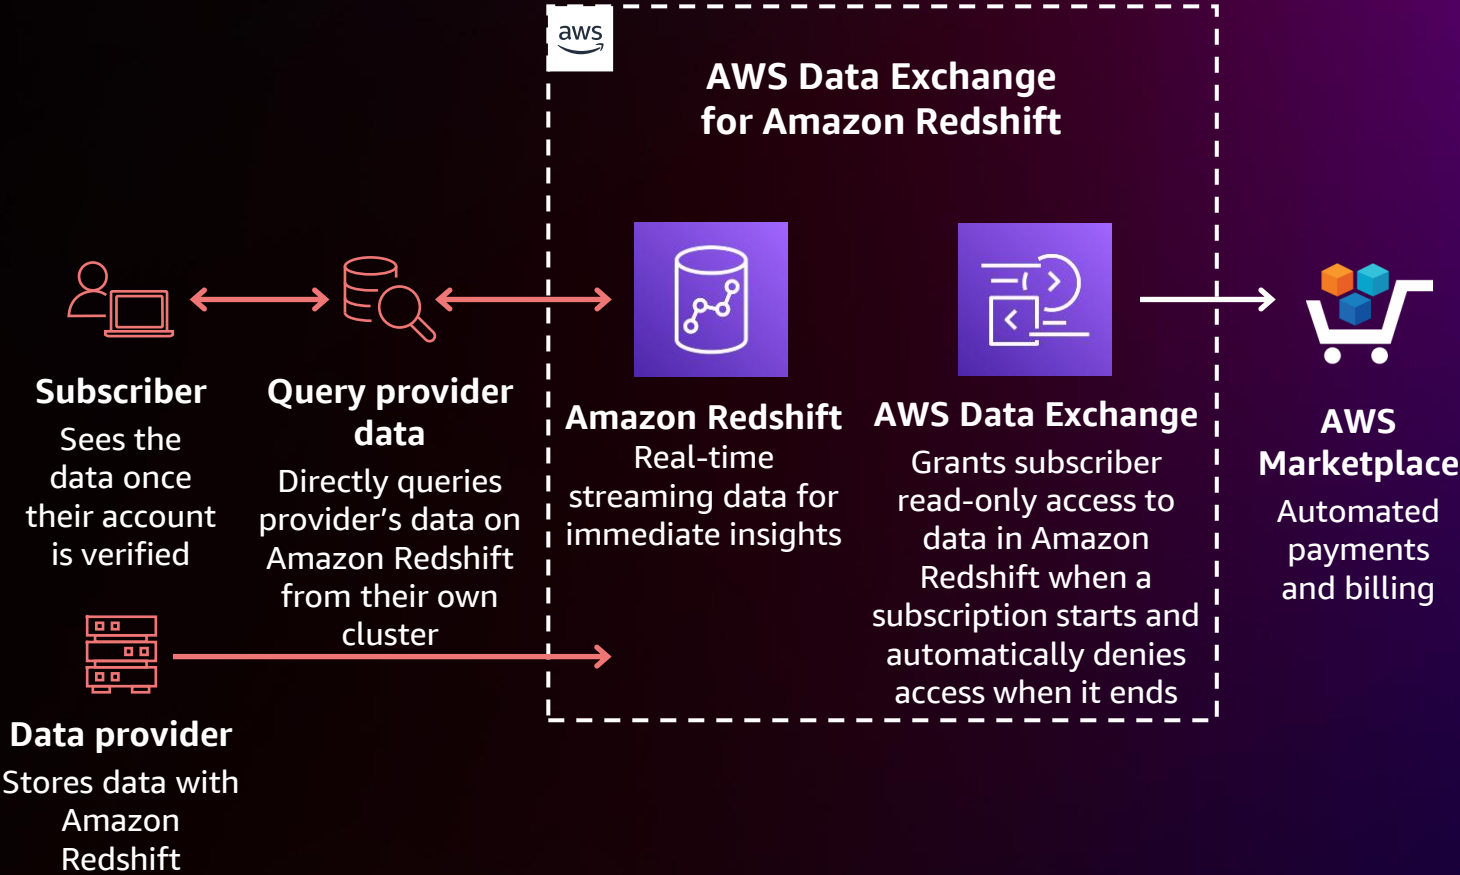 aws
AWS Data Exchange
for Amazon Redshift
Subscriber
Sees the
data once
their account
is verified
Query provider
data
Directly queries
provider’s data on
Amazon Redshift
from their own
cluster
Amazon Redshift
Real-time
streaming data for
immediate insights
AWS Data Exchange
Grants subscriber
read-only access to
data in Amazon
Redshift when a
subscription starts and
automatically denies
access when it ends
AWS
Marketplace
Automated
payments
and billing
Data provider
Stores data with
Amazon
Redshift